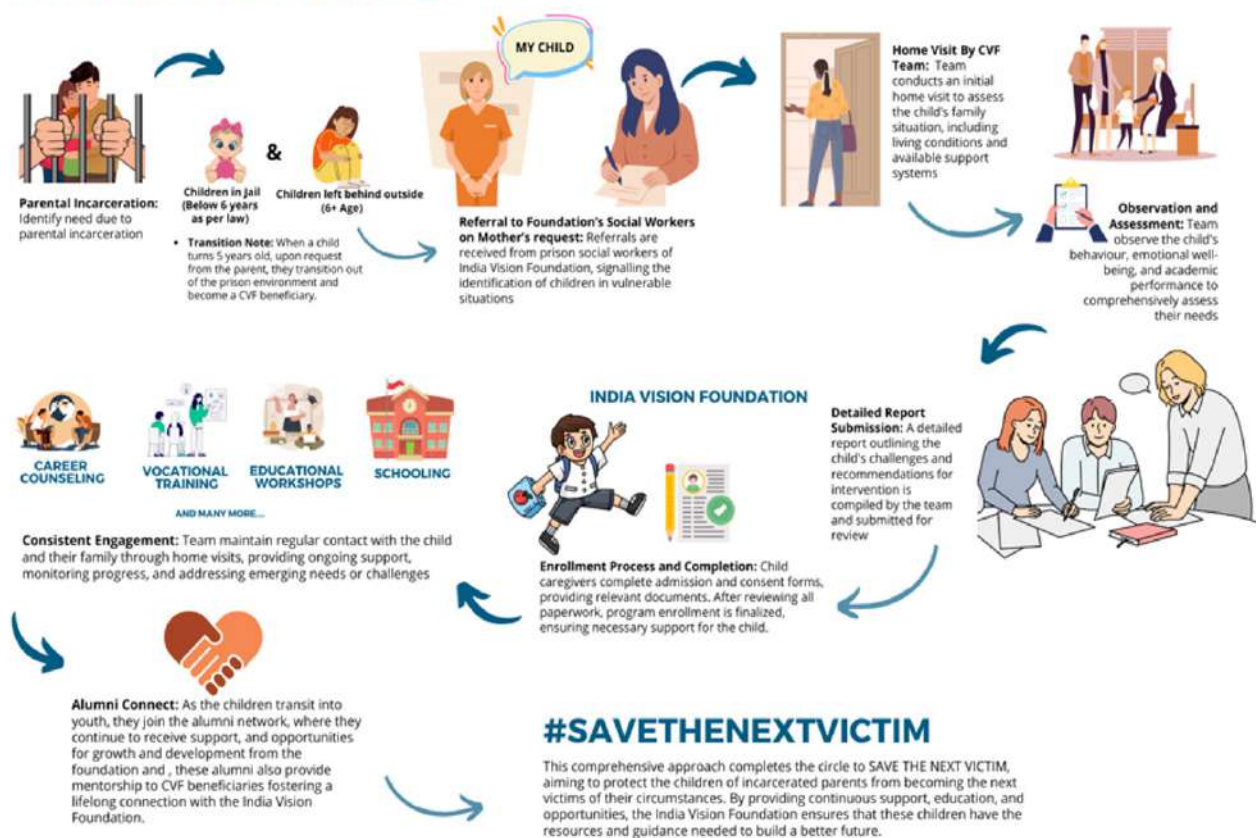 MY CHILD
Parental Incarceration:
Identify need due to
parental incarceration
&
Children in Jail
(Below 6 years
as per law)
Children left behind outside
(6+ Age)
• Transition Note: When a child
turns 5 years old, upon request
from the parent, they transition out
of the prison environment and
become a CVF beneficiary.
Referral to Foundation's Social Workers
on Mother's request: Referrals are
received from prison social workers of
India Vision Foundation, signalling the
identification of children in vulnerable
situations
Home Visit By CVF
Team: Team
conducts an initial
home visit to assess
the child's family
situation, including
living conditions and
available support
systems
Observation and
Assessment: Team
observe the child's
behaviour, emotional well-
being, and academic
performance to
comprehensively assess
their needs
Detailed Report
Submission: A detailed
report outlining the
child's challenges and
recommendations for
intervention is
compiled by the team
and submitted for
review
INDIA VISION FOUNDATION
Enrollment Process and Completion: Child
caregivers complete admission and consent forms,
providing relevant documents. After reviewing all
paperwork, program enrollment is finalized,
ensuring necessary support for the child.
CAREER
COUNSELING
VOCATIONAL
TRAINING
EDUCATIONAL
WORKSHOPS
SCHOOLING
AND MANY MORE...
Consistent Engagement: Team maintain regular contact with the child
and their family through home visits, providing ongoing support,
monitoring progress, and addressing emerging needs or challenges
Alumni Connect: As the children transit into
youth, they join the alumni network, where they
continue to receive support, and opportunities
for growth and development from the
foundation and , these alumni also provide
mentorship to CVF beneficiaries fostering a
lifelong connection with the India Vision
Foundation.
#SAVETHENEXTVICTIM
This comprehensive approach completes the circle to SAVE THE NEXT VICTIM,
aiming to protect the children of incarcerated parents from becoming the next
victims of their circumstances. By providing continuous support, education, and
opportunities, the India Vision Foundation ensures that these children have the
resources and guidance needed to build a better future.